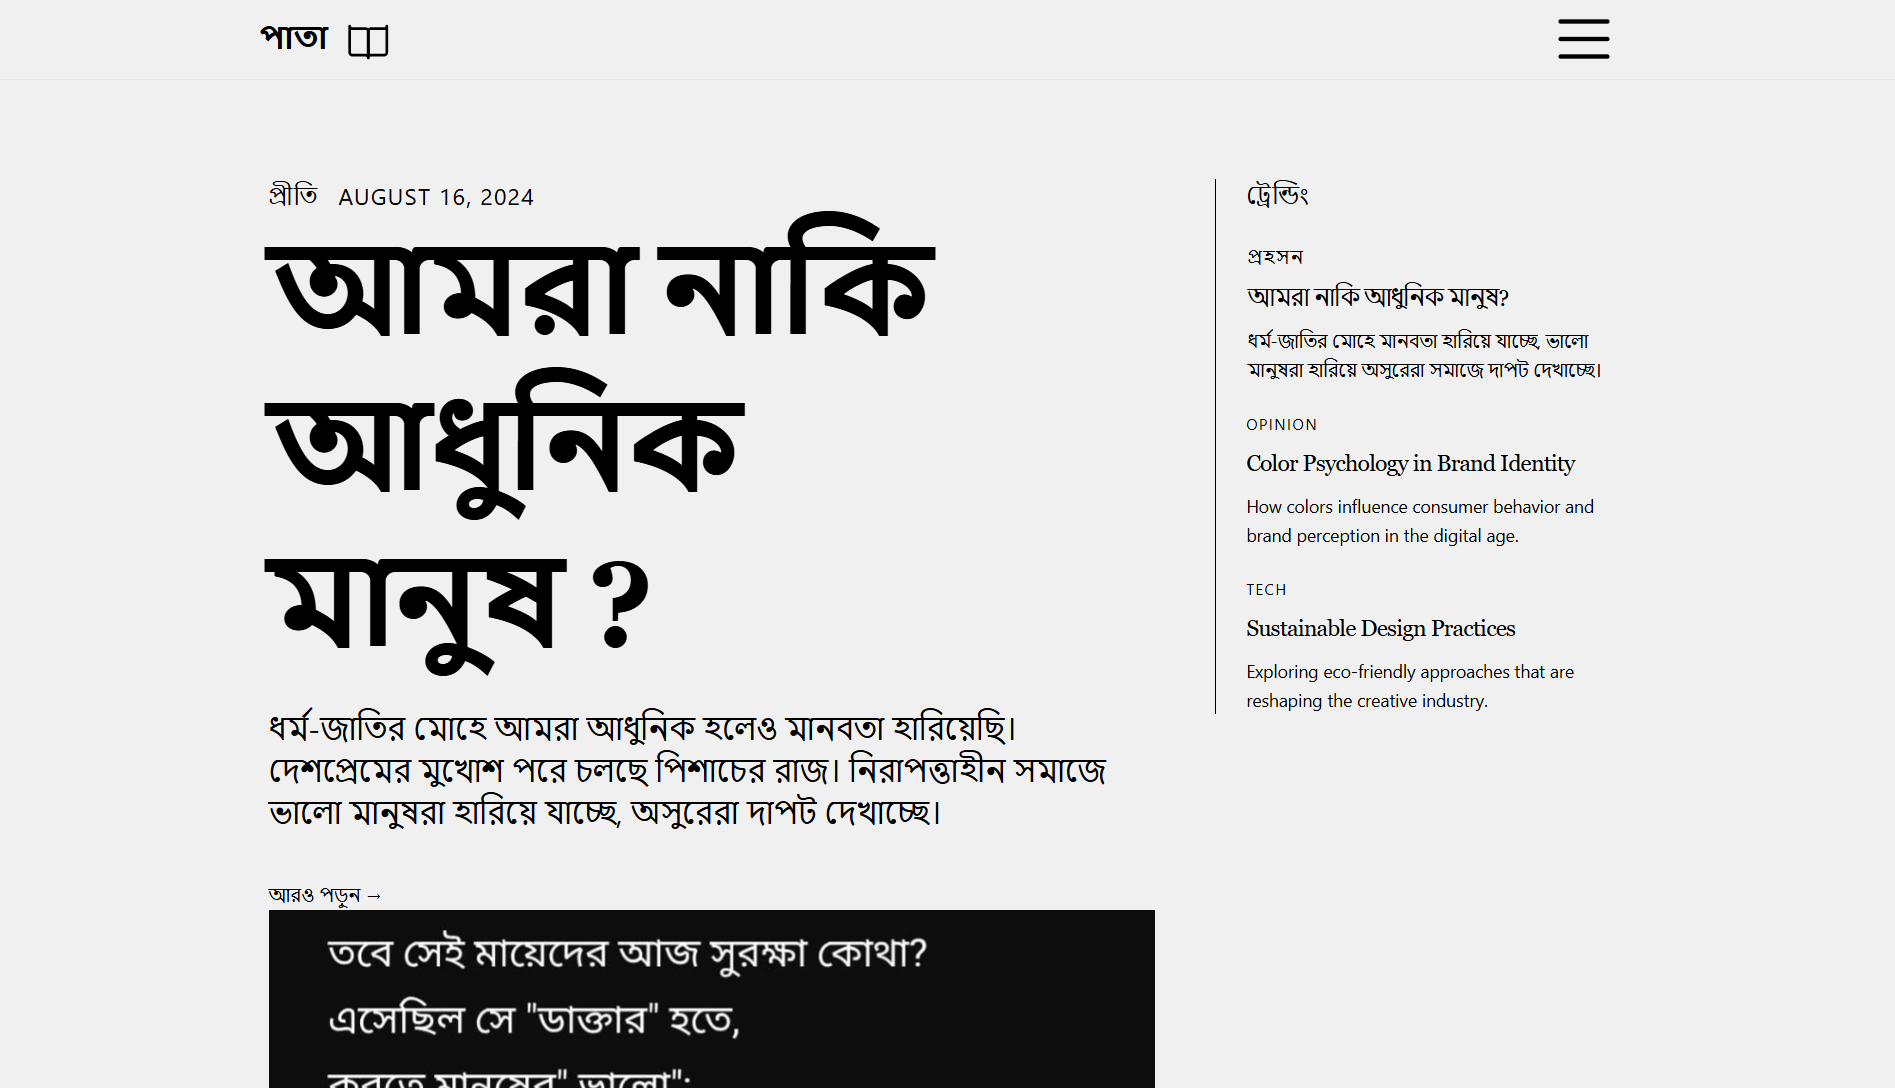 পাতা
প্রীতি AUGUST 16, 2024
আমরা নাকি
আধুনিক
মানুষ ?
ধর্ম-জাতির মোহে আমরা আধুনিক হলেও মানবতা হারিয়েছি।
দেশপ্রেমের মুখোশ পরে চলছে পিশাচের রাজ। নিরাপত্তাহীন সমাজে
ভালো মানুষরা হারিয়ে যাচ্ছে, অসুরেরা দাপট দেখাচ্ছে।
আরও পড়ুন →
তবে সেই মায়েদের আজ সুরক্ষা কোথা?
এসেছিল সে "ডাক্তার" হতে,
করতে মানুষের" ভালো";
ট্রেন্ডিং
প্রহসন
আমরা নাকি আধুনিক মানুষ?
ধর্ম-জাতির মোহে মানবতা হারিয়ে যাচ্ছে, ভালো
মানুষরা হারিয়ে অসুরেরা সমাজে দাপট দেখাচ্ছে।
OPINION
Color Psychology in Brand Identity
How colors influence consumer behavior and
brand perception in the digital age.
TECH
Sustainable Design Practices
Exploring eco-friendly approaches that are
reshaping the creative industry.